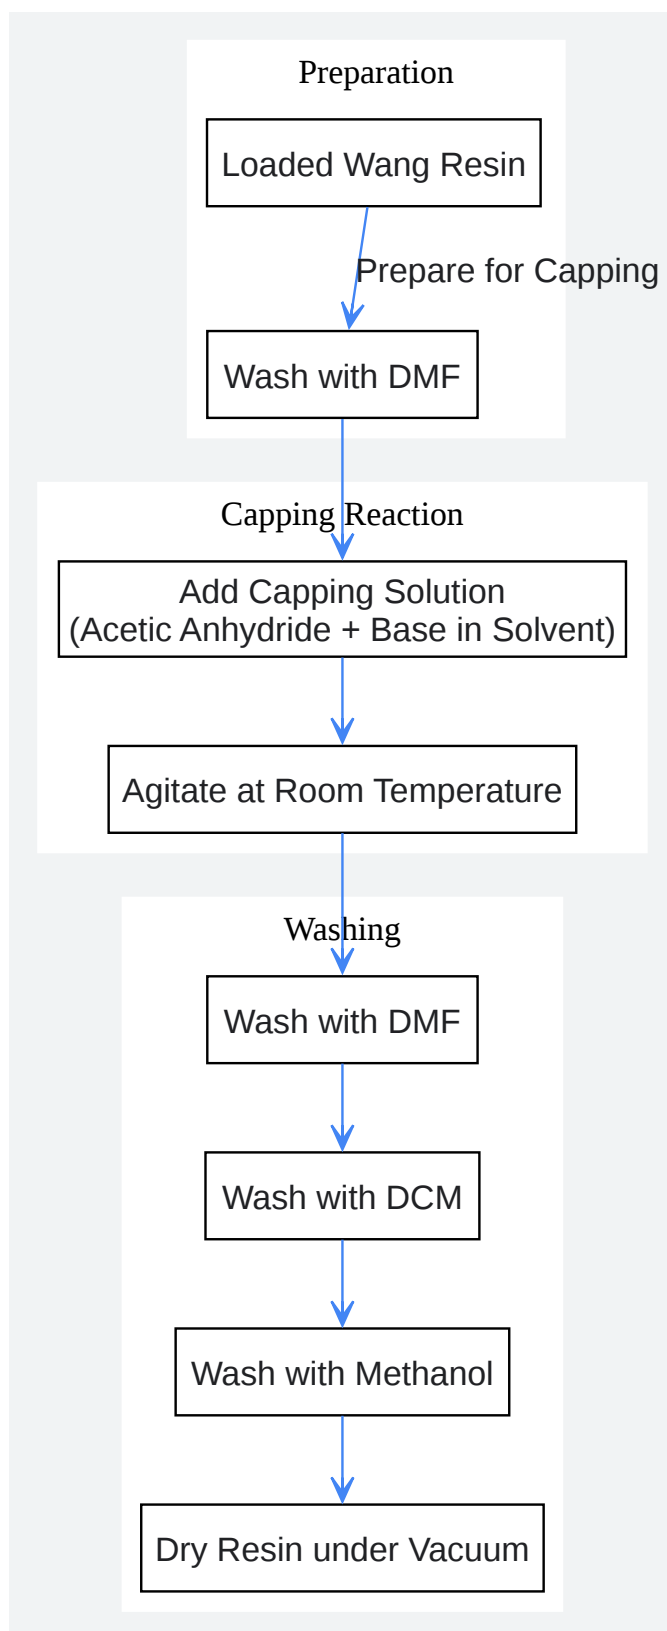 Preparation
Loaded Wang Resin
Prepare for Capping
Wash with DMF
Capping Reaction
Add Capping Solution
(Acetic Anhydride + Base in Solvent)
Agitate at Room Temperature
Washing
Wash with DMF
Wash with DCM
Wash with Methanol
Dry Resin under Vacuum